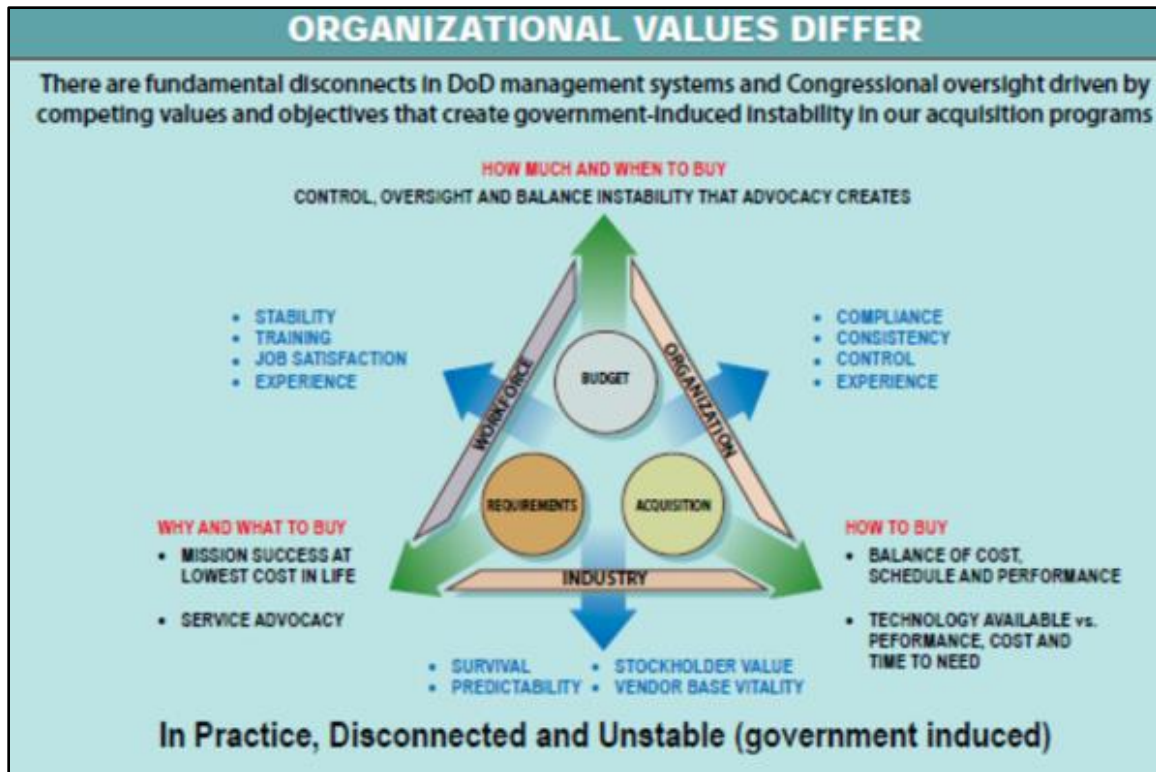 ORGANIZATIONAL VALUES DIFFER
There are fundamental disconnects in DoD management systems and Congressional oversight driven by
competing values and objectives that create government-induced instability in our acquisition programs
HOW MUCH AND WHEN TO BUY
CONTROL, OVERSIGHT AND BALANCE INSTABILITY THAT ADVOCACY CREATES
• STABILITY
• TRAINING
• JOB SATISFACTION
• EXPERIENCE
WORKFORCE
BUDGET
ORGANIZATION
• COMPLIANCE
• CONSISTENCY
• CONTROL
• EXPERIENCE
REQUIREMENTS
ACQUISITION
WHY AND WHAT TO BUY
• MISSION SUCCESS AT
LOWEST COST IN LIFE
• SERVICE ADVOCACY
INDUSTRY
HOW TO BUY
• BALANCE OF COST,
SCHEDULE AND PERFORMANCE
• TECHNOLOGY AVAILABLE vs.
PEFORMANCE, COST AND
TIME TO NEED
• SURVIVAL • STOCKHOLDER VALUE
• PREDICTABILITY • VENDOR BASE VITALITY
In Practice, Disconnected and Unstable (government induced)